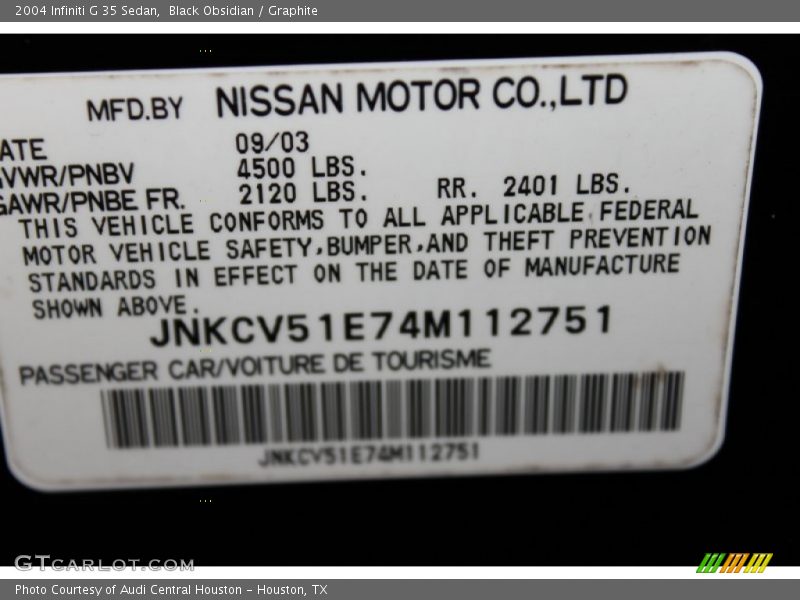 2004 Infiniti G 35 Sedan,  Black Obsidian / Graphite
MFD.BY NISSAN MOTOR CO.,LTD
ATE 09/03
GVWR/PNBV 4500 LBS.
GAWR/PNBE FR. 2120 LBS. RR. 2401 LBS.
THIS VEHICLE CONFORMS TO ALL APPLICABLE FEDERAL
MOTOR VEHICLE SAFETY,BUMPER,AND THEFT PREVENTION
STANDARDS IN EFFECT ON THE DATE OF MANUFACTURE
SHOWN ABOVE.
JNKCV51E74M112751
PASSENGER CAR/VOITURE DE TOURISME
JNKCV51E74M112751
GTCARLOT.COM
Photo Courtesy of Audi Central Houston - Houston, TX